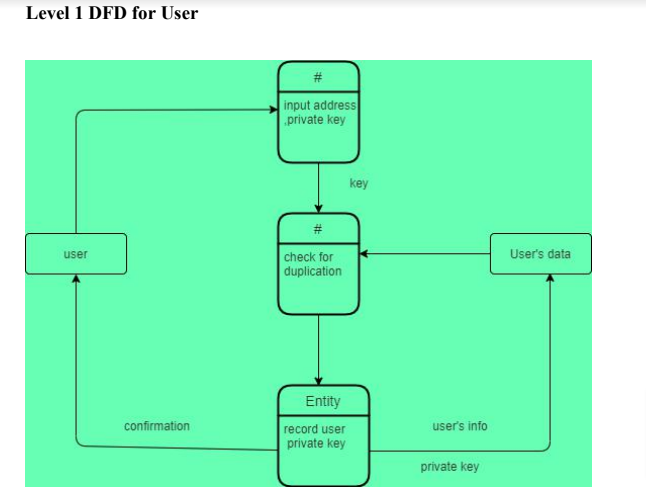 Level 1 DFD for User
#
input address
,private key
key
#
check for
duplication
user
User's data
Entity
record user
private key
confirmation
user's info
private key